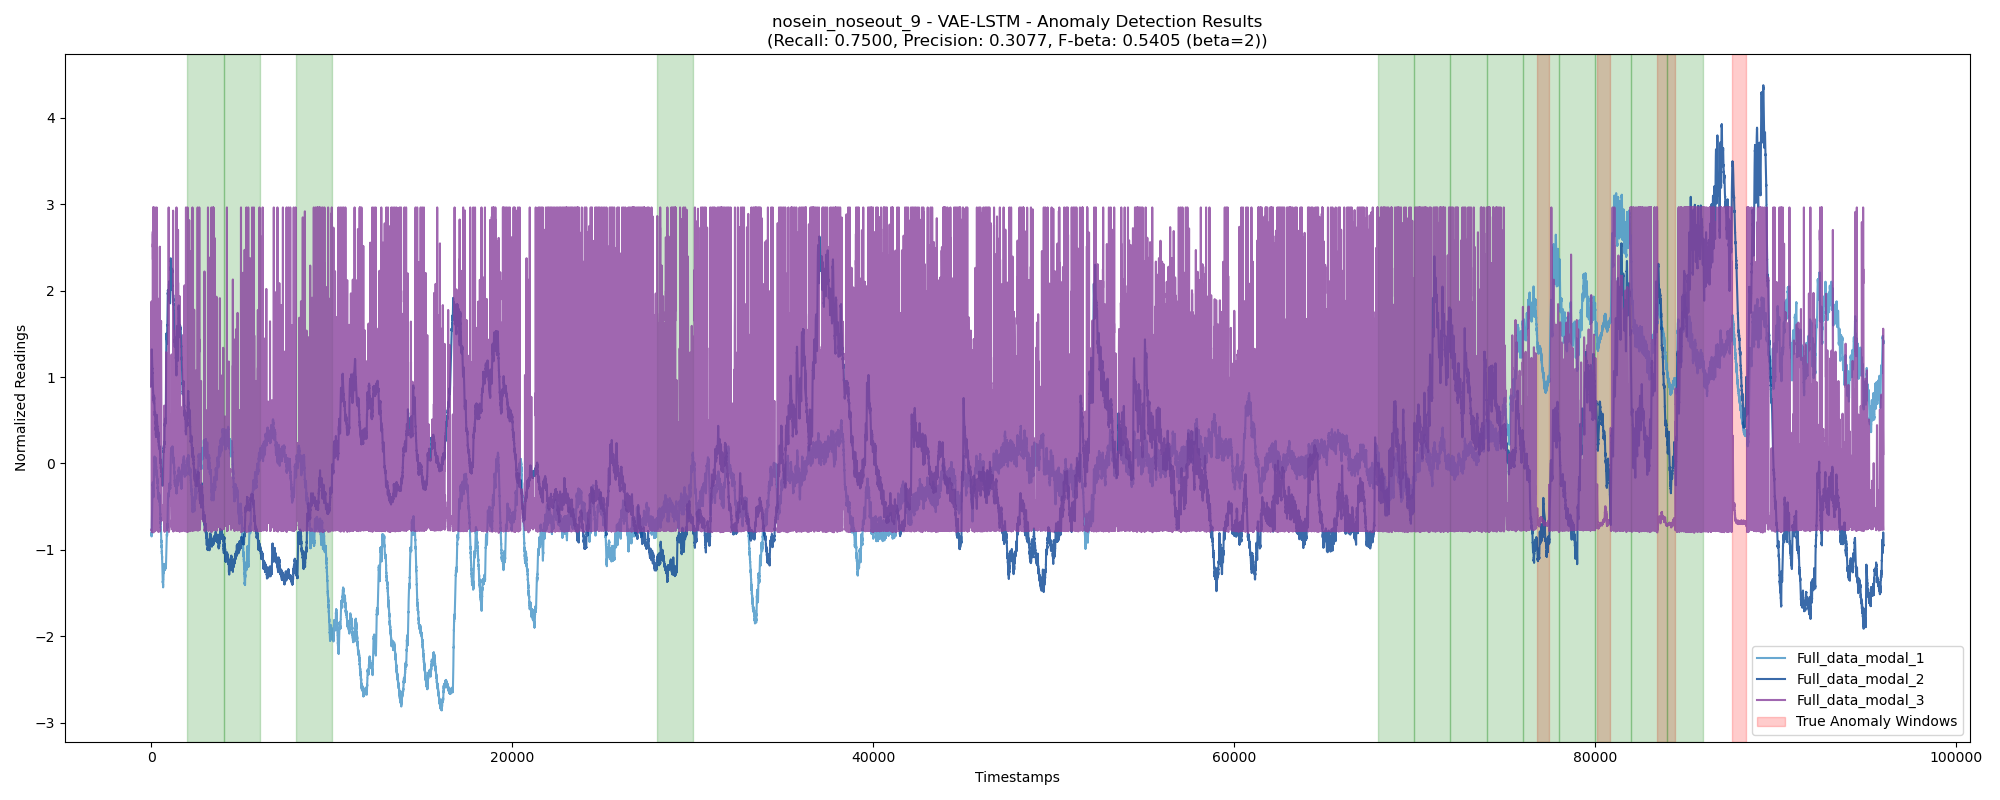 nosein_noseout_9 - VAE-LSTM - Anomaly Detection Results
(Recall: 0.7500, Precision: 0.3077, F-beta: 0.5405 (beta=2))
Normalized Readings
4
3
2
1
0
−1
−2
−3
0
20000
40000
60000
80000
100000
Timestamps
Full_data_modal_1
Full_data_modal_2
Full_data_modal_3
True Anomaly Windows